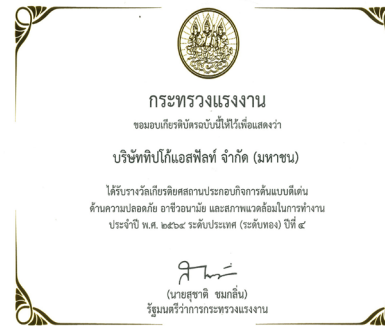 กระทรวงแรงงาน
ขอมอบเกียรติบัตรฉบับนี้ให้ไว้เพื่อแสดงว่า
บริษัททิปโก้แอสฟัลท์ จำกัด (มหาชน)
ได้รับรางวัลเกียรติยศสถานประกอบกิจการต้นแบบดีเด่น
ด้านความปลอดภัย อาชีวอนามัย และสภาพแวดล้อมในการทำงาน
ประจำปี พ.ศ. ๒๕๖๔ ระดับประเทศ (ระดับทอง) ปีที่ ๔
(นายสุชาติ ชมกลิ่น)
รัฐมนตรีว่าการกระทรวงแรงงาน